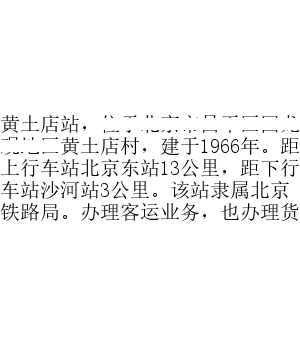 黄土店站，
黄土店村，建于1966年。距
上行车站北京东站13公里，距下行
车站沙河站3公里。该站隶属北京
铁路局。办理客运业务，也办理货